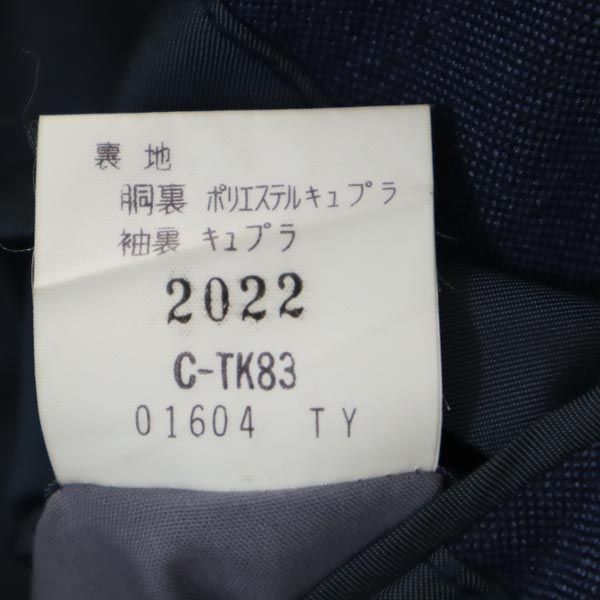 裏地
胴裏 ポリエステルキュプラ
袖裏 キュプラ
2022
C-TK83
01604 TY